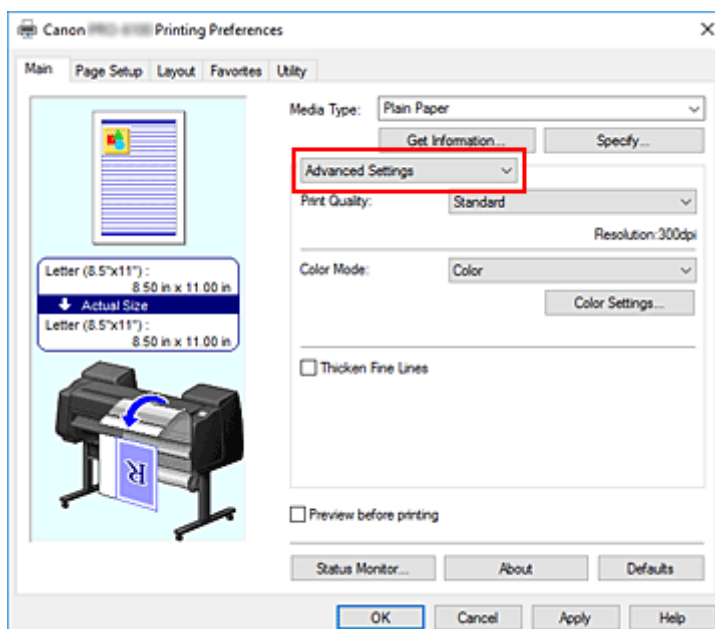 Canon Printing Preferences
Main Page Setup Layout Favorites Utility
Media Type: Plain Paper
Get Information... Specify...
Advanced Settings
Print Quality: Standard
Resolution:300dpi
Letter (8.5"x11") :
8.50 in x 11.00 in
Actual Size
Letter (8.5"x11") :
8.50 in x 11.00 in
Color Mode: Color
Color Settings...
Thicken Fine Lines
R
Preview before printing
Status Monitor... About Defaults
OK Cancel Apply Help